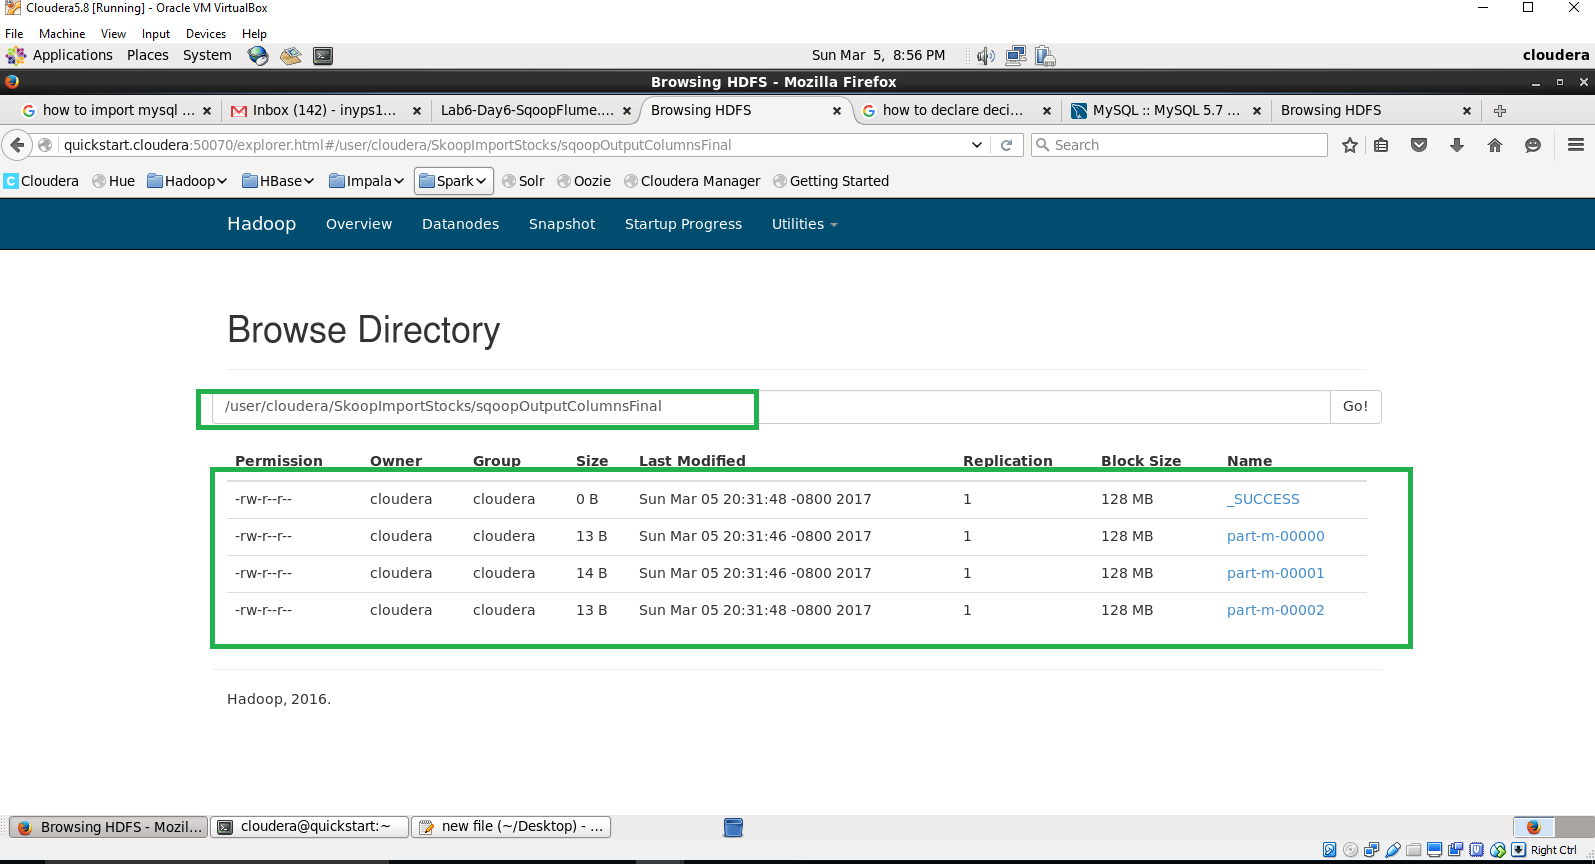 Cloudera5.8 [Running] - Oracle VM VirtualBox
File Machine View Input Devices Help
Applications Places System Sun Mar 5, 8:56 PM cloudera
Browsing HDFS - Mozilla Firefox
how to import mysql ... Inbox (142) - inyps1... Lab6-Day6-SqoopFlume.... Browsing HDFS how to declare deci... MySQL :: MySQL 5.7 ... Browsing HDFS
quickstart.cloudera:50070/explorer.html#/user/cloudera/SkoopImportStocks/sqoopOutputColumnsFinal Search
Cloudera Hue Hadoop HBase Impala Spark Solr Oozie Cloudera Manager Getting Started
Hadoop Overview Datanodes Snapshot Startup Progress Utilities
Browse Directory
/user/cloudera/SkoopImportStocks/sqoopOutputColumnsFinal Go!
Permission Owner Group Size Last Modified Replication Block Size Name
-rw-r--r-- cloudera cloudera 0 B Sun Mar 05 20:31:48 -0800 2017 1 128 MB _SUCCESS
-rw-r--r-- cloudera cloudera 13 B Sun Mar 05 20:31:46 -0800 2017 1 128 MB part-m-00000
-rw-r--r-- cloudera cloudera 14 B Sun Mar 05 20:31:46 -0800 2017 1 128 MB part-m-00001
-rw-r--r-- cloudera cloudera 13 B Sun Mar 05 20:31:48 -0800 2017 1 128 MB part-m-00002
Hadoop, 2016.
Browsing HDFS - Mozil... cloudera@quickstart:~ new file (~/Desktop) - ...
Right Ctrl